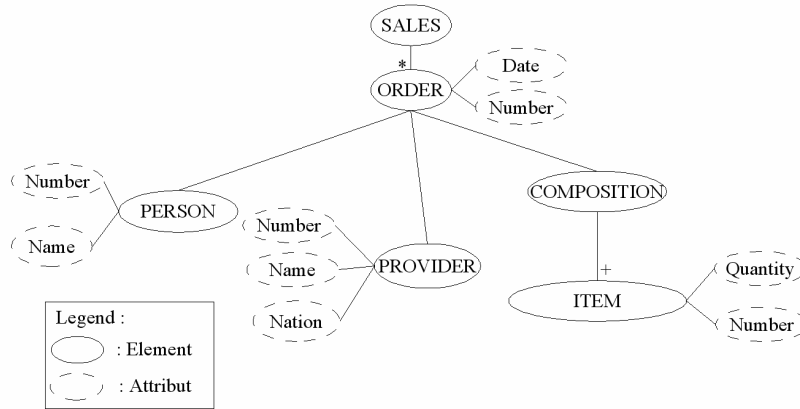 SALES
*
Date
ORDER
Number
Number
PERSON
Name
Number
Name
PROVIDER
Nation
COMPOSITION
+
Quantity
ITEM
Number
Legend :
: Element
: Attribut